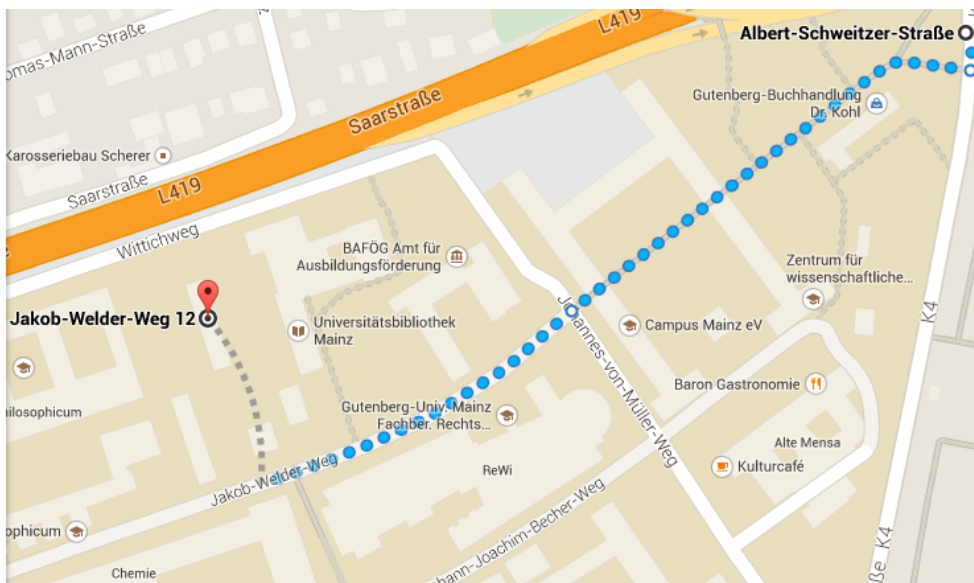 L419
Albert-Schweitzer-Straße
omas-Mann-Straße
Gutenberg-Buchhandlung
Dr. Kohl
Saarstraße
Karosseriebau Scherer
L419
Saarstraße
Wittichweg
BAFÖG Amt für
Ausbildungsförderung
Zentrum für
wissenschaftliche...
Jakob-Welder-Weg 12
Universitätsbibliothek
Mainz
Johannes-von-Müller-Weg
Campus Mainz eV
K4
Baron Gastronomie
hilosophicum
Gutenberg-Univ. Mainz
Fachber. Rechts...
Alte Mensa
Kulturcafé
Jakob-Welder-Weg
ReWi
osophicum
Chemie
hann-Joachim-Becher-Weg
ße K4